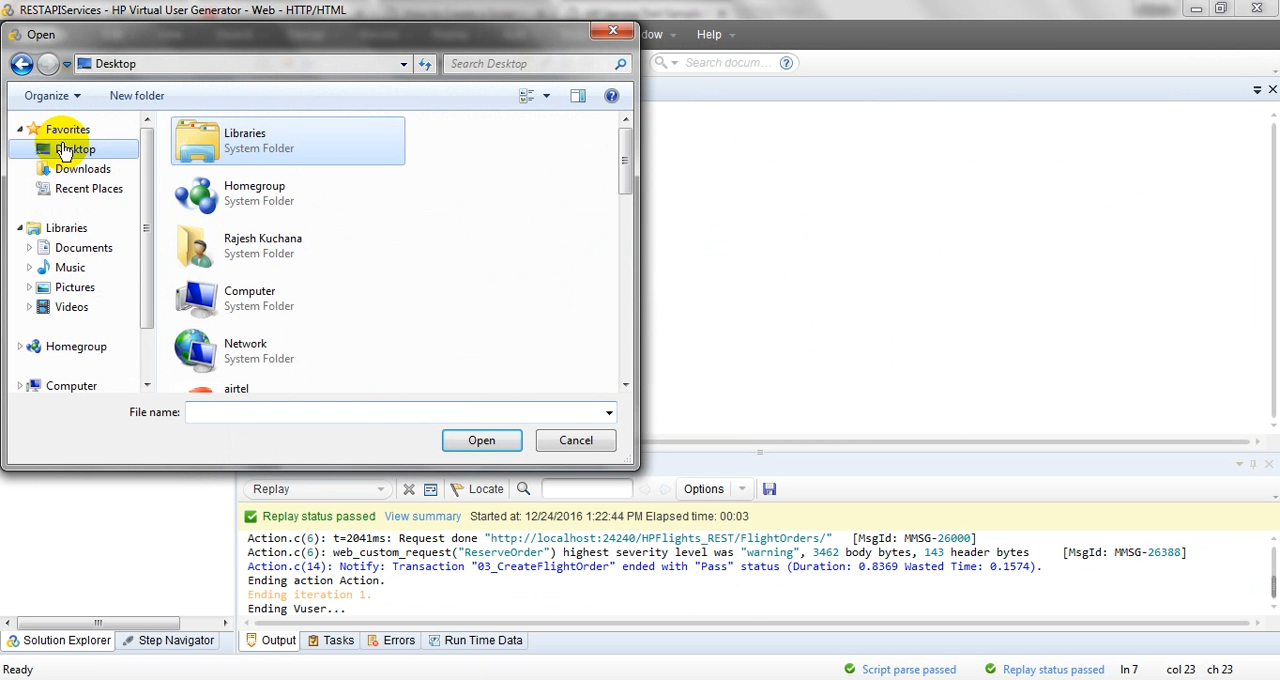 RESTAPIServices - HP Virtual User Generator - Web - HTTP/HTML
Open
Help
Desktop
Search Desktop
Search docum...
Organize
New folder
Favorites
Desktop
Downloads
Recent Places
Libraries
Documents
Music
Pictures
Videos
Homegroup
Computer
Libraries
System Folder
Homegroup
System Folder
Rajesh Kuchana
System Folder
Computer
System Folder
Network
System Folder
airtel
File name:
Open
Cancel
Replay
Locate
Options
Replay status passed View summary Started at: 12/24/2016 1:22:44 PM Elapsed time: 00:03
Action.c(6): t=2041ms: Request done "http://localhost:24240/HPFlights_REST/FlightOrders/" [MsgId: MMSG-26000]
Action.c(6): web_custom_request("ReserveOrder") highest severity level was "warning", 3462 body bytes, 143 header bytes [MsgId: MMSG-26388]
Action.c(14): Notify: Transaction "03_CreateFlightOrder" ended with "Pass" status (Duration: 0.8369 Wasted Time: 0.1574).
Ending action Action.
Ending iteration 1.
Ending Vuser...
Solution Explorer
Step Navigator
Output
Tasks
Errors
Run Time Data
Ready
Script parse passed
Replay status passed
ln 7
col 23
ch 23